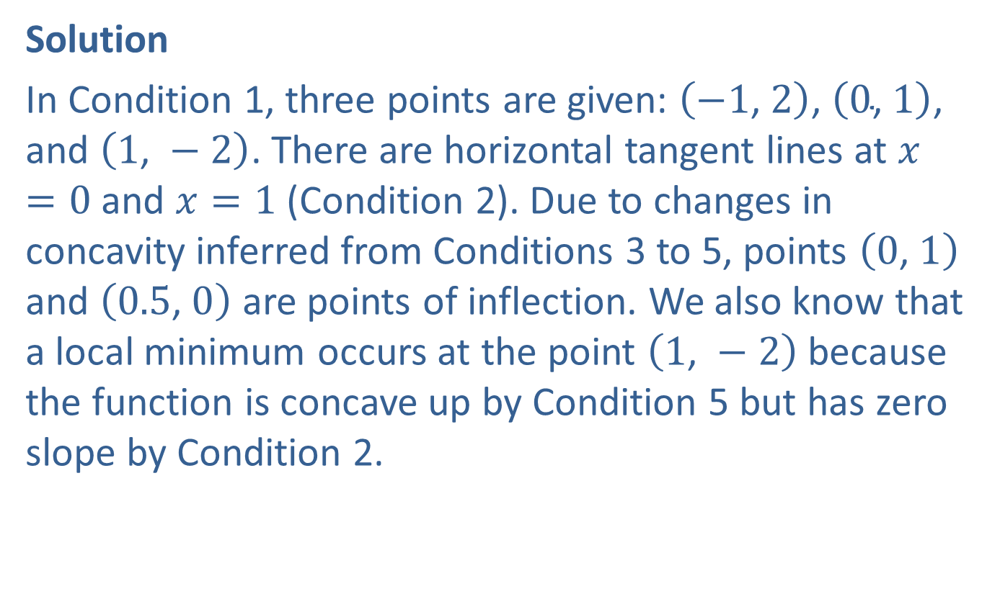 Solution
In Condition 1, three points are given: (−1, 2), (0, 1),
and (1, − 2). There are horizontal tangent lines at x
= 0 and x = 1 (Condition 2). Due to changes in
concavity inferred from Conditions 3 to 5, points (0, 1)
and (0.5, 0) are points of inflection. We also know that
a local minimum occurs at the point (1, − 2) because
the function is concave up by Condition 5 but has zero
slope by Condition 2.